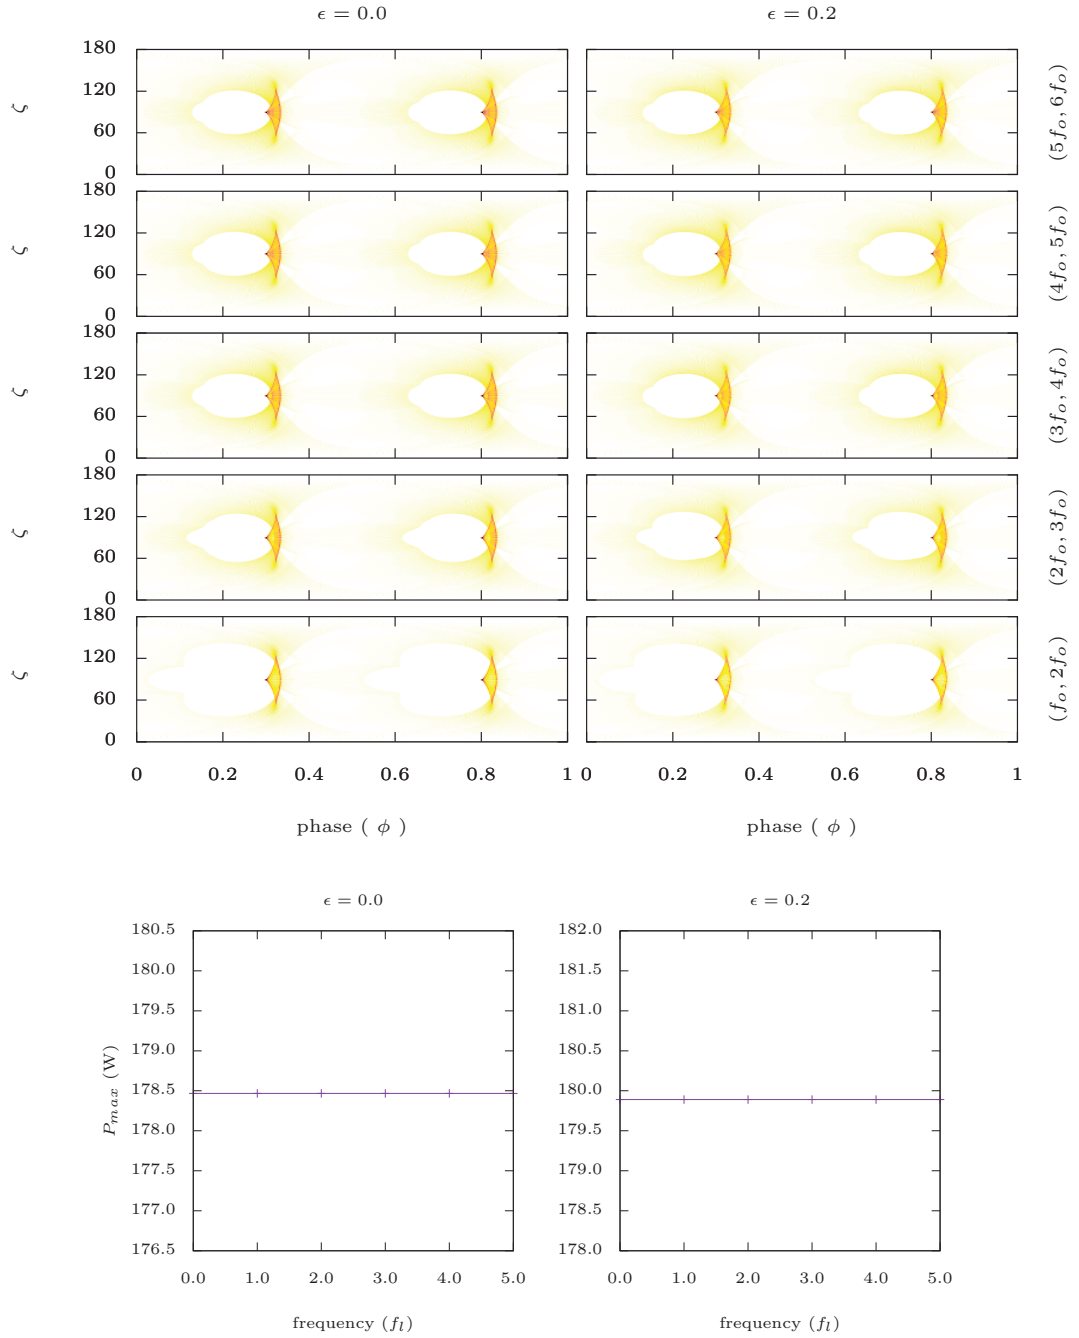 ϵ = 0.0
ϵ = 0.2
180
120
60
0
ζ
(5f_o, 6f_o)
180
120
60
0
ζ
(4f_o, 5f_o)
180
120
60
0
ζ
(3f_o, 4f_o)
180
120
60
0
ζ
(2f_o, 3f_o)
180
120
60
0
ζ
(f_o, 2f_o)
0 0.2 0.4 0.6 0.8 1
0 0.2 0.4 0.6 0.8 1
phase ( ϕ )
phase ( ϕ )
ϵ = 0.0
180.5
180.0
179.5
179.0
178.5
178.0
177.5
177.0
176.5
P_max (W)
0.0 1.0 2.0 3.0 4.0 5.0
frequency (f_l)
ϵ = 0.2
182.0
181.5
181.0
180.5
180.0
179.5
179.0
178.5
178.0
0.0 1.0 2.0 3.0 4.0 5.0
frequency (f_l)